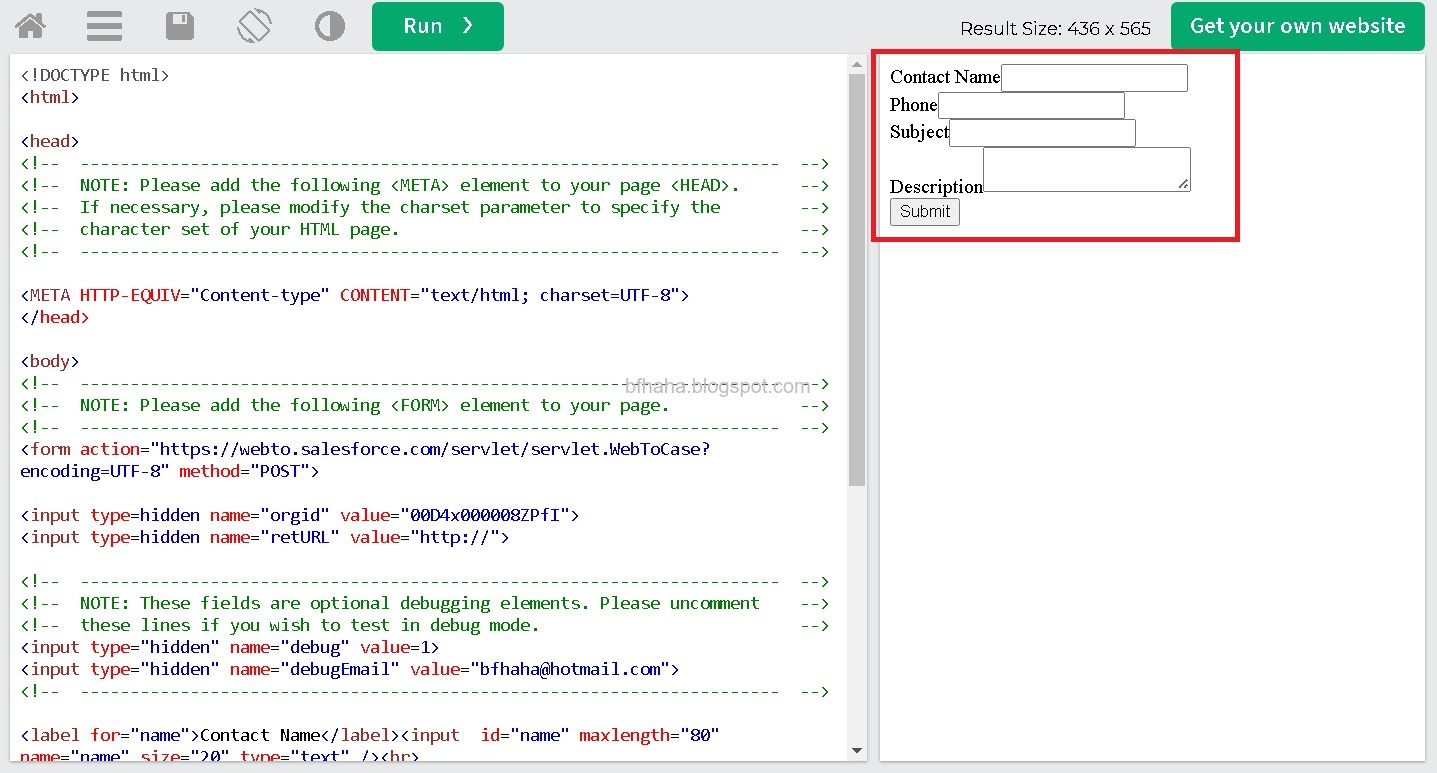 Run ❯
Result Size: 436 x 565
Get your own website
<!DOCTYPE html>
<html>
<head>
<!--  ----------------------------------------------------------------------  -->
<!--  NOTE: Please add the following <META> element to your page <HEAD>.      -->
<!--  If necessary, please modify the charset parameter to specify the        -->
<!--  character set of your HTML page.                                        -->
<!--  ----------------------------------------------------------------------  -->
<META HTTP-EQUIV="Content-type" CONTENT="text/html; charset=UTF-8">
</head>
<body>
<!--  ----------------------------------------------------------------------  -->
<!--  NOTE: Please add the following <FORM> element to your page.             -->
<!--  ----------------------------------------------------------------------  -->
<form action="https://webto.salesforce.com/servlet/servlet.WebToCase?
encoding=UTF-8" method="POST">
<input type=hidden name="orgid" value="00D4x000008ZPfI">
<input type=hidden name="retURL" value="http://">
<!--  ----------------------------------------------------------------------  -->
<!--  NOTE: These fields are optional debugging elements. Please uncomment    -->
<!--  these lines if you wish to test in debug mode.                          -->
<input type="hidden" name="debug" value=1>
<input type="hidden" name="debugEmail" value="bfhaha@hotmail.com">
<!--  ----------------------------------------------------------------------  -->
<label for="name">Contact Name</label><input  id="name" maxlength="80"
name="name" size="20" type="text" /><br>
bfhaha.blogspot.com
Contact Name
Phone
Subject
Description
Submit